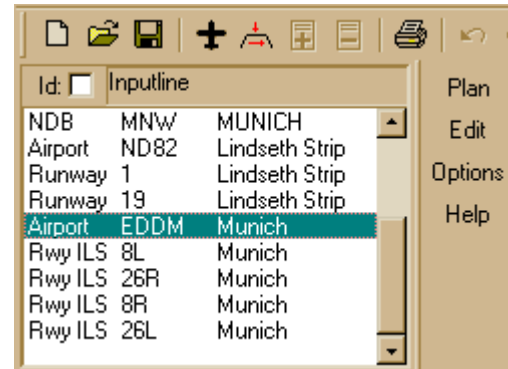 Id: Inputline
NDB MNW MUNICH
Airport ND82 Lindseth Strip
Runway 1 Lindseth Strip
Runway 19 Lindseth Strip
Airport EDDM Munich
Rwy ILS 8L Munich
Rwy ILS 26R Munich
Rwy ILS 8R Munich
Rwy ILS 26L Munich
Plan
Edit
Options
Help